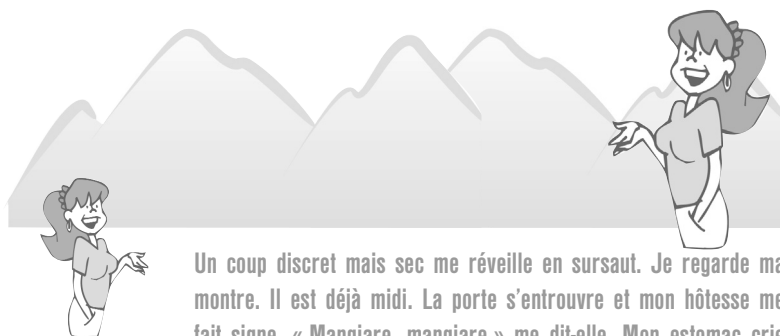 Un coup discret mais sec me réveille en sursaut. Je regarde ma
montre. Il est déjà midi. La porte s’entrouvre et mon hôtesse me
fait signe. « Mangiare, mangiare » me dit-elle. Mon estomac crie